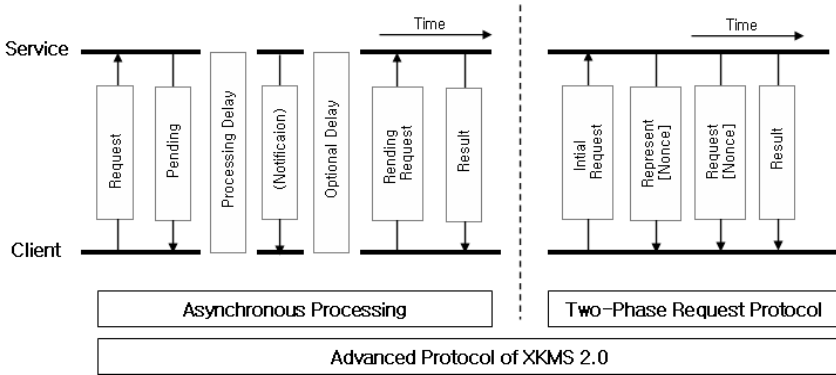 Time
Time
Service
Request
Pending
Processing Delay
(Notificaion)
Optional Delay
Rending
Request
Result
Intial
Request
Represent
[Nonce]
Request
[Nonce]
Result
Client
Asynchronous Processing
Two-Phase Request Protocol
Advanced Protocol of XKMS 2.0